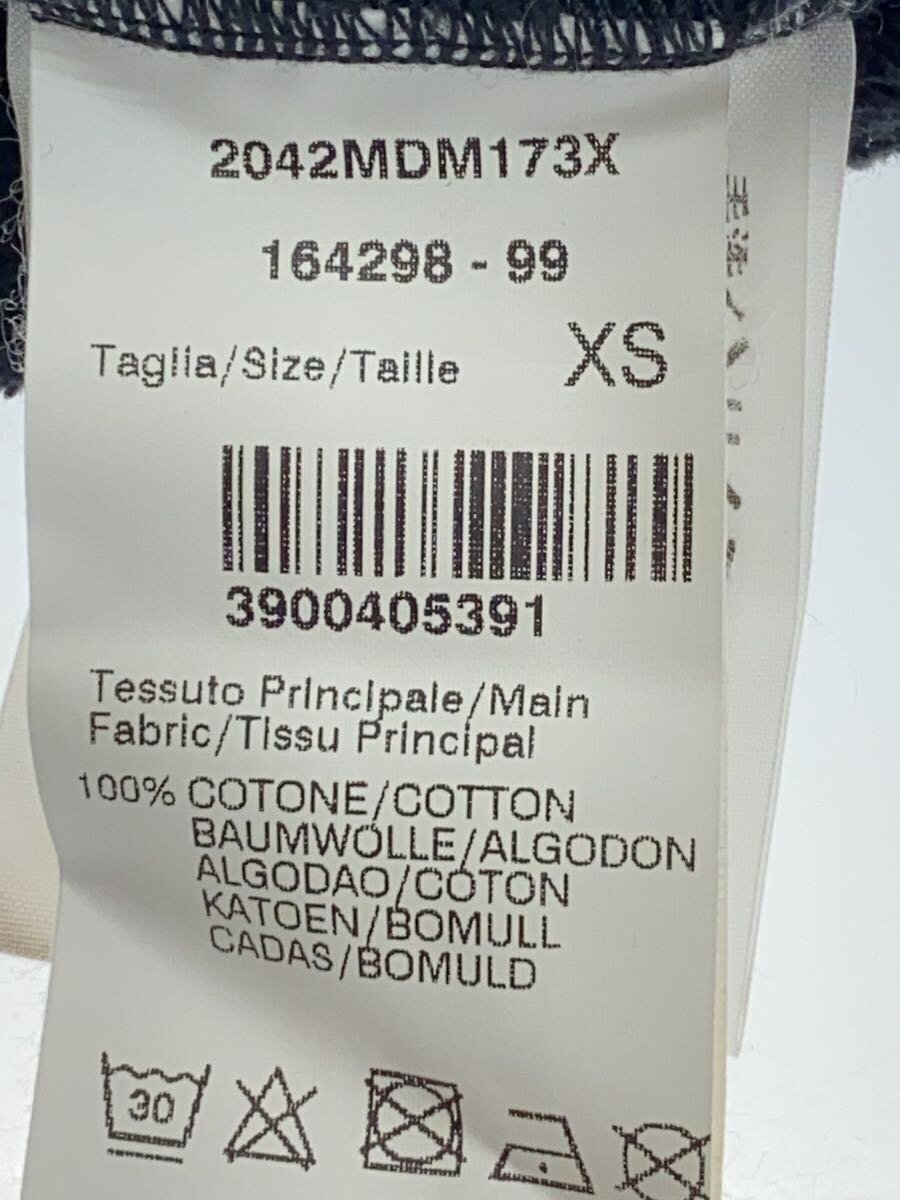 2042MDM173X
164298 - 99
Taglia/Size/Taille XS
3900405391
Tessuto Principale/Main
Fabric/Tissu Principal
100% COTONE/COTTON
BAUMWOLLE/ALGODON
ALGODAO/COTON
KATOEN/BOMULL
CADAS/BOMULD
30